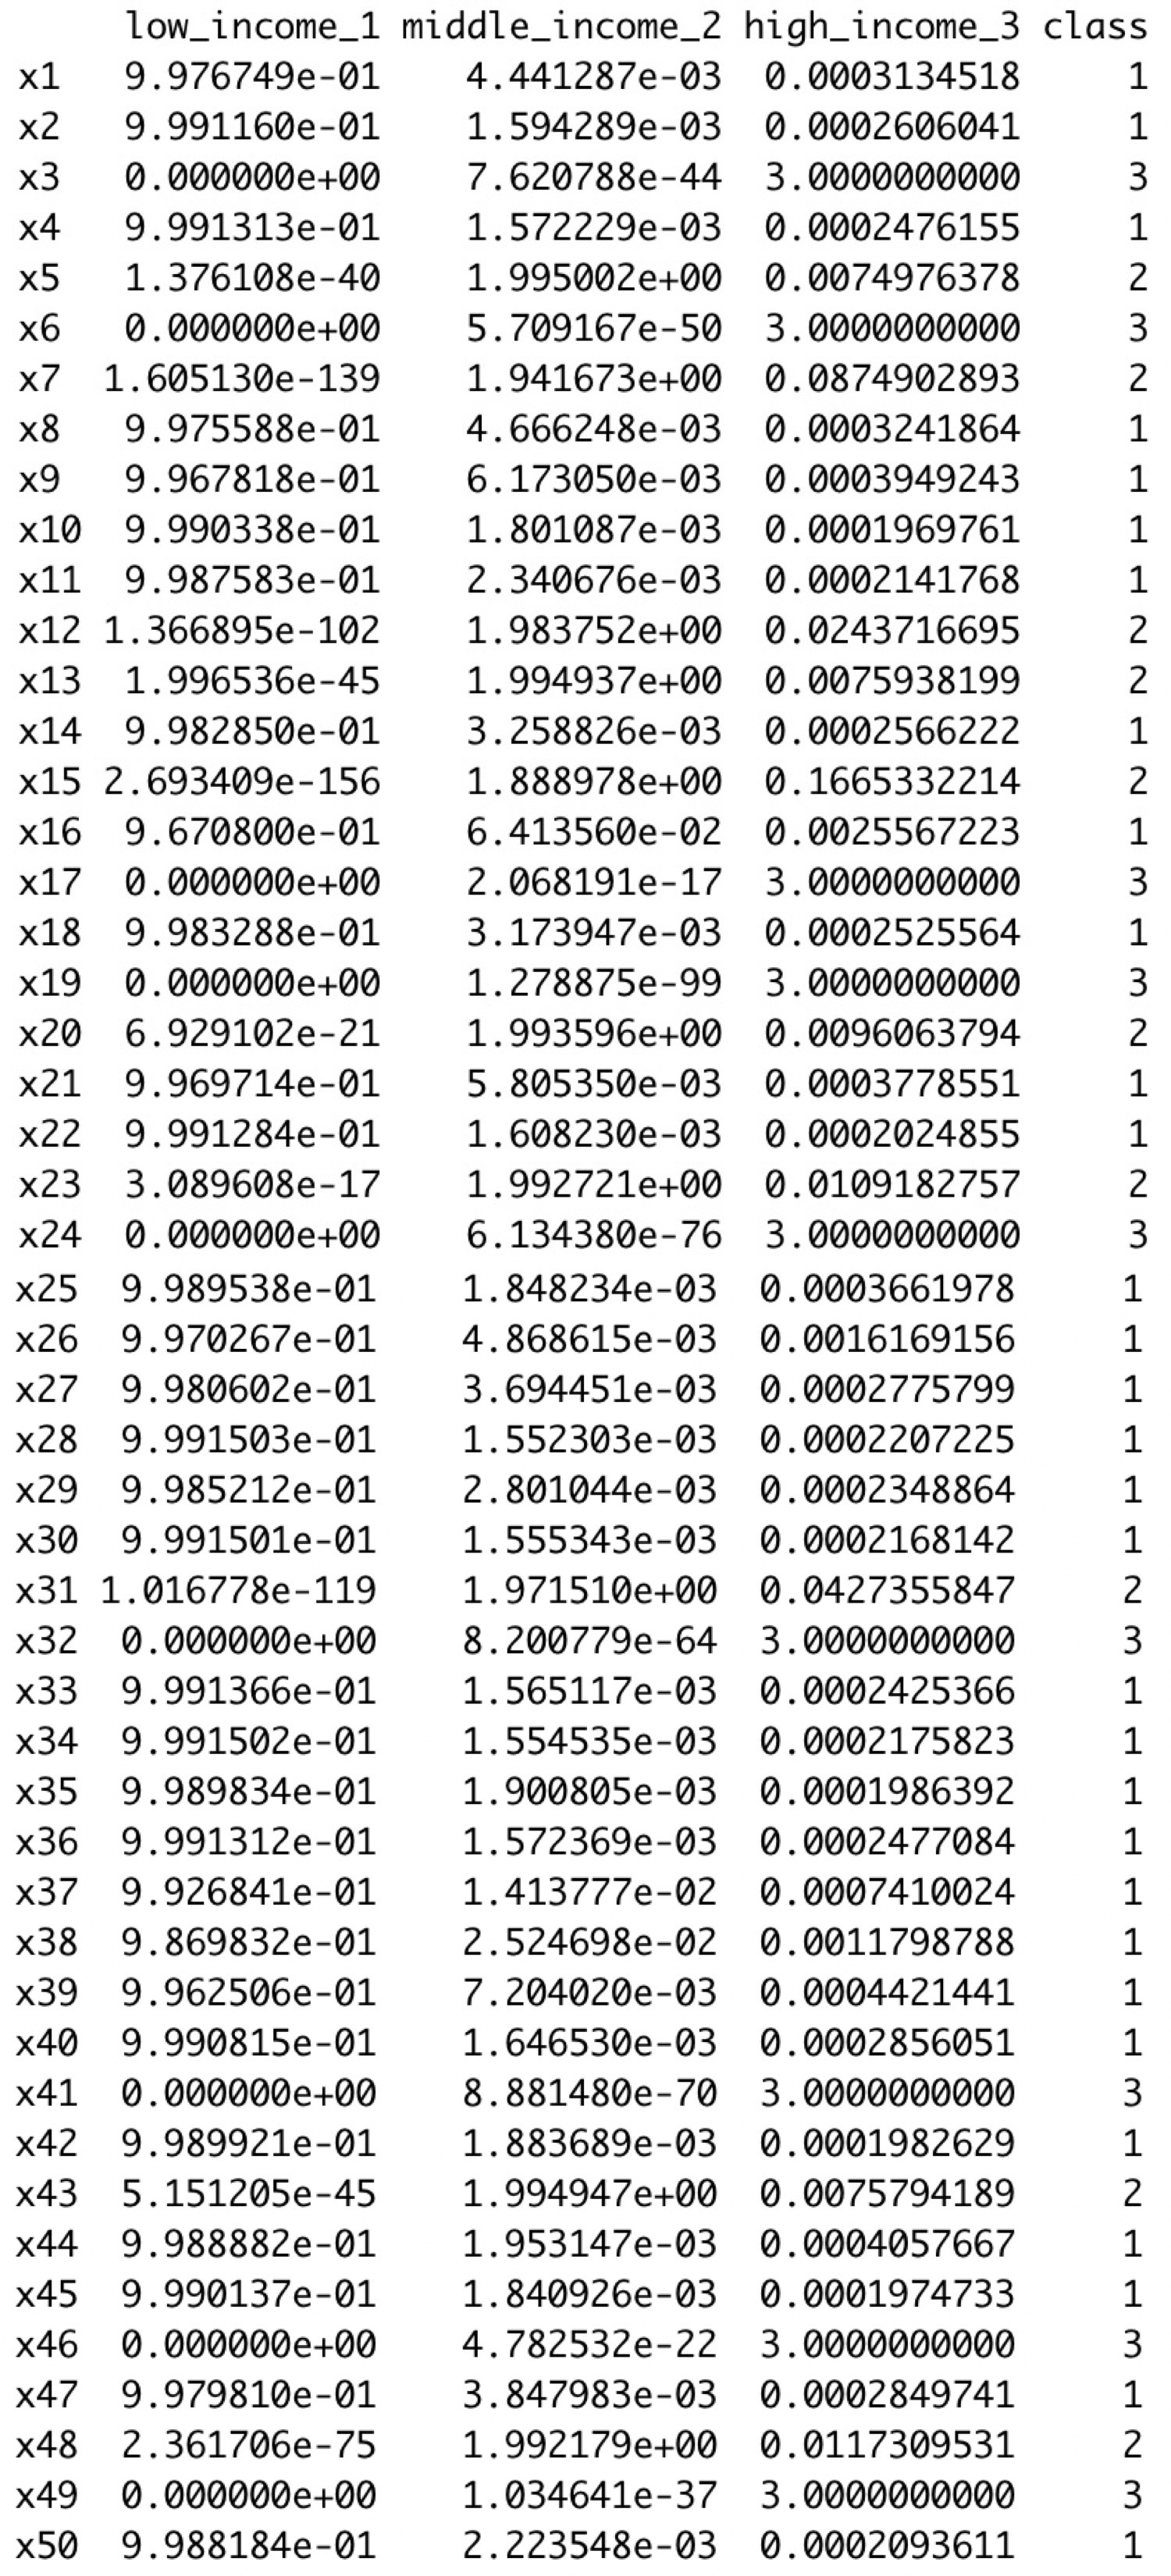 low_income_1 middle_income_2 high_income_3 class
x1 9.976749e-01 4.441287e-03 0.0003134518 1
x2 9.991160e-01 1.594289e-03 0.0002606041 1
x3 0.000000e+00 7.620788e-44 3.0000000000 3
x4 9.991313e-01 1.572229e-03 0.0002476155 1
x5 1.376108e-40 1.995002e+00 0.0074976378 2
x6 0.000000e+00 5.709167e-50 3.0000000000 3
x7 1.605130e-139 1.941673e+00 0.0874902893 2
x8 9.975588e-01 4.666248e-03 0.0003241864 1
x9 9.967818e-01 6.173050e-03 0.0003949243 1
x10 9.990338e-01 1.801087e-03 0.0001969761 1
x11 9.987583e-01 2.340676e-03 0.0002141768 1
x12 1.366895e-102 1.983752e+00 0.0243716695 2
x13 1.996536e-45 1.994937e+00 0.0075938199 2
x14 9.982850e-01 3.258826e-03 0.0002566222 1
x15 2.693409e-156 1.888978e+00 0.1665332214 2
x16 9.670800e-01 6.413560e-02 0.0025567223 1
x17 0.000000e+00 2.068191e-17 3.0000000000 3
x18 9.983288e-01 3.173947e-03 0.0002525564 1
x19 0.000000e+00 1.278875e-99 3.0000000000 3
x20 6.929102e-21 1.993596e+00 0.0096063794 2
x21 9.969714e-01 5.805350e-03 0.0003778551 1
x22 9.991284e-01 1.608230e-03 0.0002024855 1
x23 3.089608e-17 1.992721e+00 0.0109182757 2
x24 0.000000e+00 6.134380e-76 3.0000000000 3
x25 9.989538e-01 1.848234e-03 0.0003661978 1
x26 9.970267e-01 4.868615e-03 0.0016169156 1
x27 9.980602e-01 3.694451e-03 0.0002775799 1
x28 9.991503e-01 1.552303e-03 0.0002207225 1
x29 9.985212e-01 2.801044e-03 0.0002348864 1
x30 9.991501e-01 1.555343e-03 0.0002168142 1
x31 1.016778e-119 1.971510e+00 0.0427355847 2
x32 0.000000e+00 8.200779e-64 3.0000000000 3
x33 9.991366e-01 1.565117e-03 0.0002425366 1
x34 9.991502e-01 1.554535e-03 0.0002175823 1
x35 9.989834e-01 1.900805e-03 0.0001986392 1
x36 9.991312e-01 1.572369e-03 0.0002477084 1
x37 9.926841e-01 1.413777e-02 0.0007410024 1
x38 9.869832e-01 2.524698e-02 0.0011798788 1
x39 9.962506e-01 7.204020e-03 0.0004421441 1
x40 9.990815e-01 1.646530e-03 0.0002856051 1
x41 0.000000e+00 8.881480e-70 3.0000000000 3
x42 9.989921e-01 1.883689e-03 0.0001982629 1
x43 5.151205e-45 1.994947e+00 0.0075794189 2
x44 9.988882e-01 1.953147e-03 0.0004057667 1
x45 9.990137e-01 1.840926e-03 0.0001974733 1
x46 0.000000e+00 4.782532e-22 3.0000000000 3
x47 9.979810e-01 3.847983e-03 0.0002849741 1
x48 2.361706e-75 1.992179e+00 0.0117309531 2
x49 0.000000e+00 1.034641e-37 3.0000000000 3
x50 9.988184e-01 2.223548e-03 0.0002093611 1